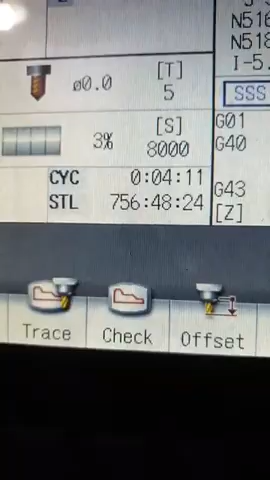 N516
N518
I-5.
ø0.0
[T]
5
SSS
3%
[S]
8000
G01
G40
CYC 0:04:11
STL 756:48:24
G43
[Z]
Trace
Check
Offset